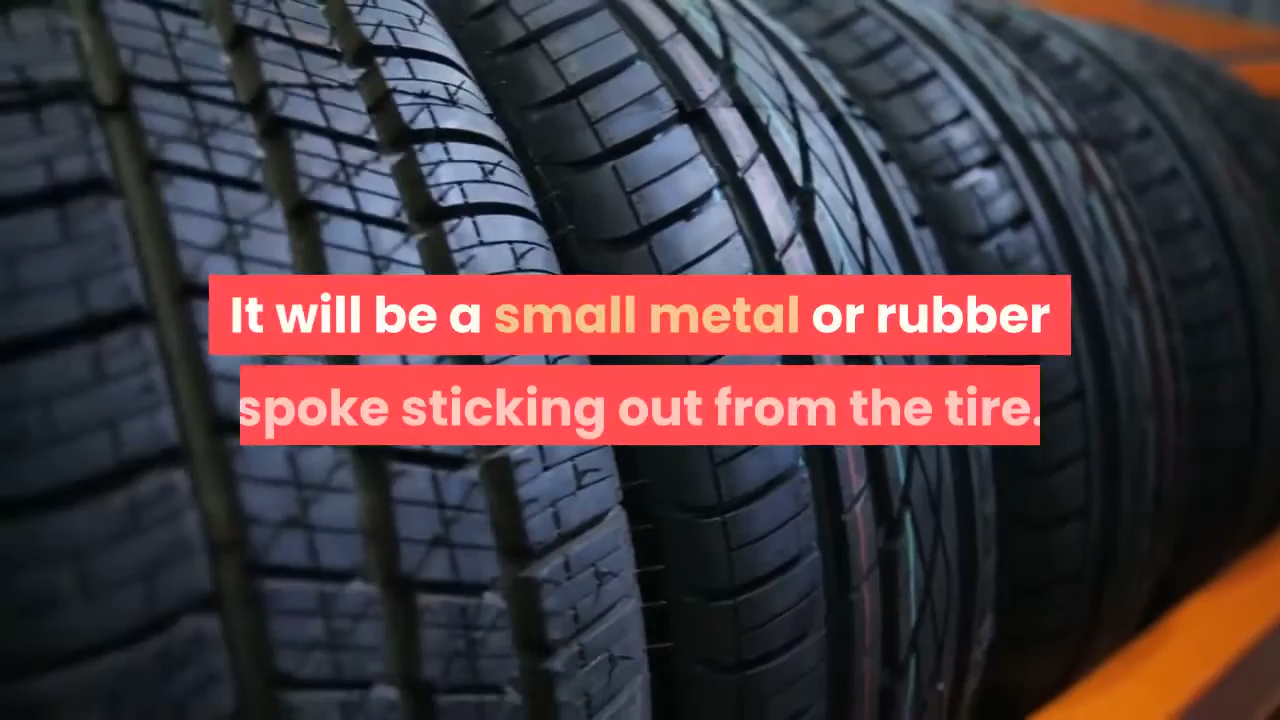 It will be a small metal or rubber
spoke sticking out from the tire.